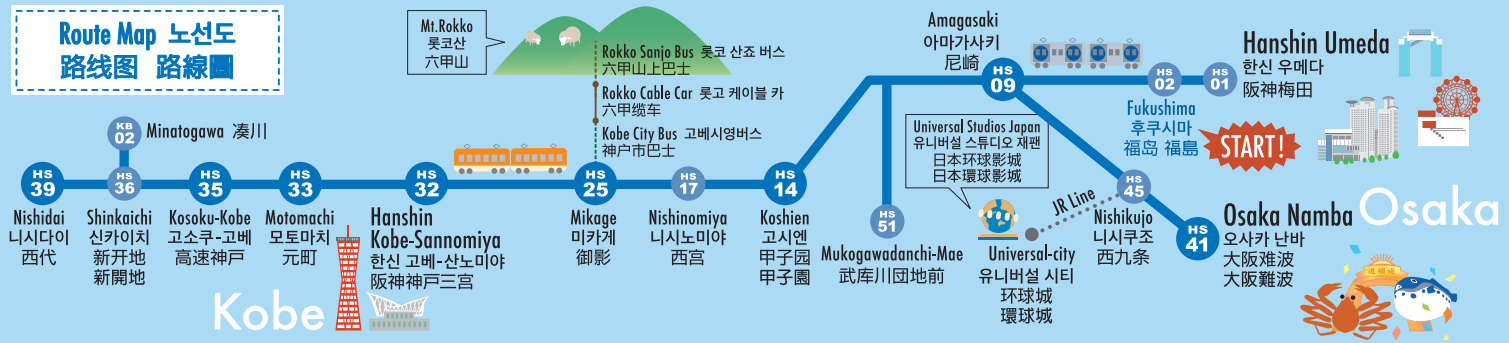 Route Map 노선도
路线图 路線圖
Mt.Rokko
롯코산
六甲山
Rokko Sanjo Bus 롯코 산죠 버스
六甲山上巴士
Rokko Cable Car 롯고 케이블 카
六甲缆车
Kobe City Bus 고베시영버스
神户市巴士
Amagasaki
아마가사키
尼崎
HS
09
HS
02
HS
01
Hanshin Umeda
한신 우메다
阪神梅田
Fukushima
후쿠시마
福岛 福島
START!
Universal Studios Japan
유니버설 스튜디오 재팬
日本环球影城
日本環球影城
KB
02
Minatogawa 湊川
HS
39
HS
36
HS
35
HS
33
HS
32
HS
25
HS
17
HS
14
HS
51
JR Line
HS
45
HS
41
Nishidai
니시다이
西代
Shinkaichi
신카이치
新开地
新開地
Kosoku-Kobe
고소쿠-고베
高速神戸
Motomachi
모토마치
元町
Hanshin
Kobe-Sannomiya
한신 고베-산노미야
阪神神戸三宮
Mikage
미카게
御影
Nishinomiya
니시노미야
西宮
Koshien
고시엔
甲子园
甲子園
Mukogawadanchi-Mae
武库川団地前
Universal-city
유니버설 시티
环球城
環球城
Nishikujo
니시쿠조
西九条
Osaka Namba
오사카 난바
大阪难波
大阪難波
Osaka
Kobe
道頓堀